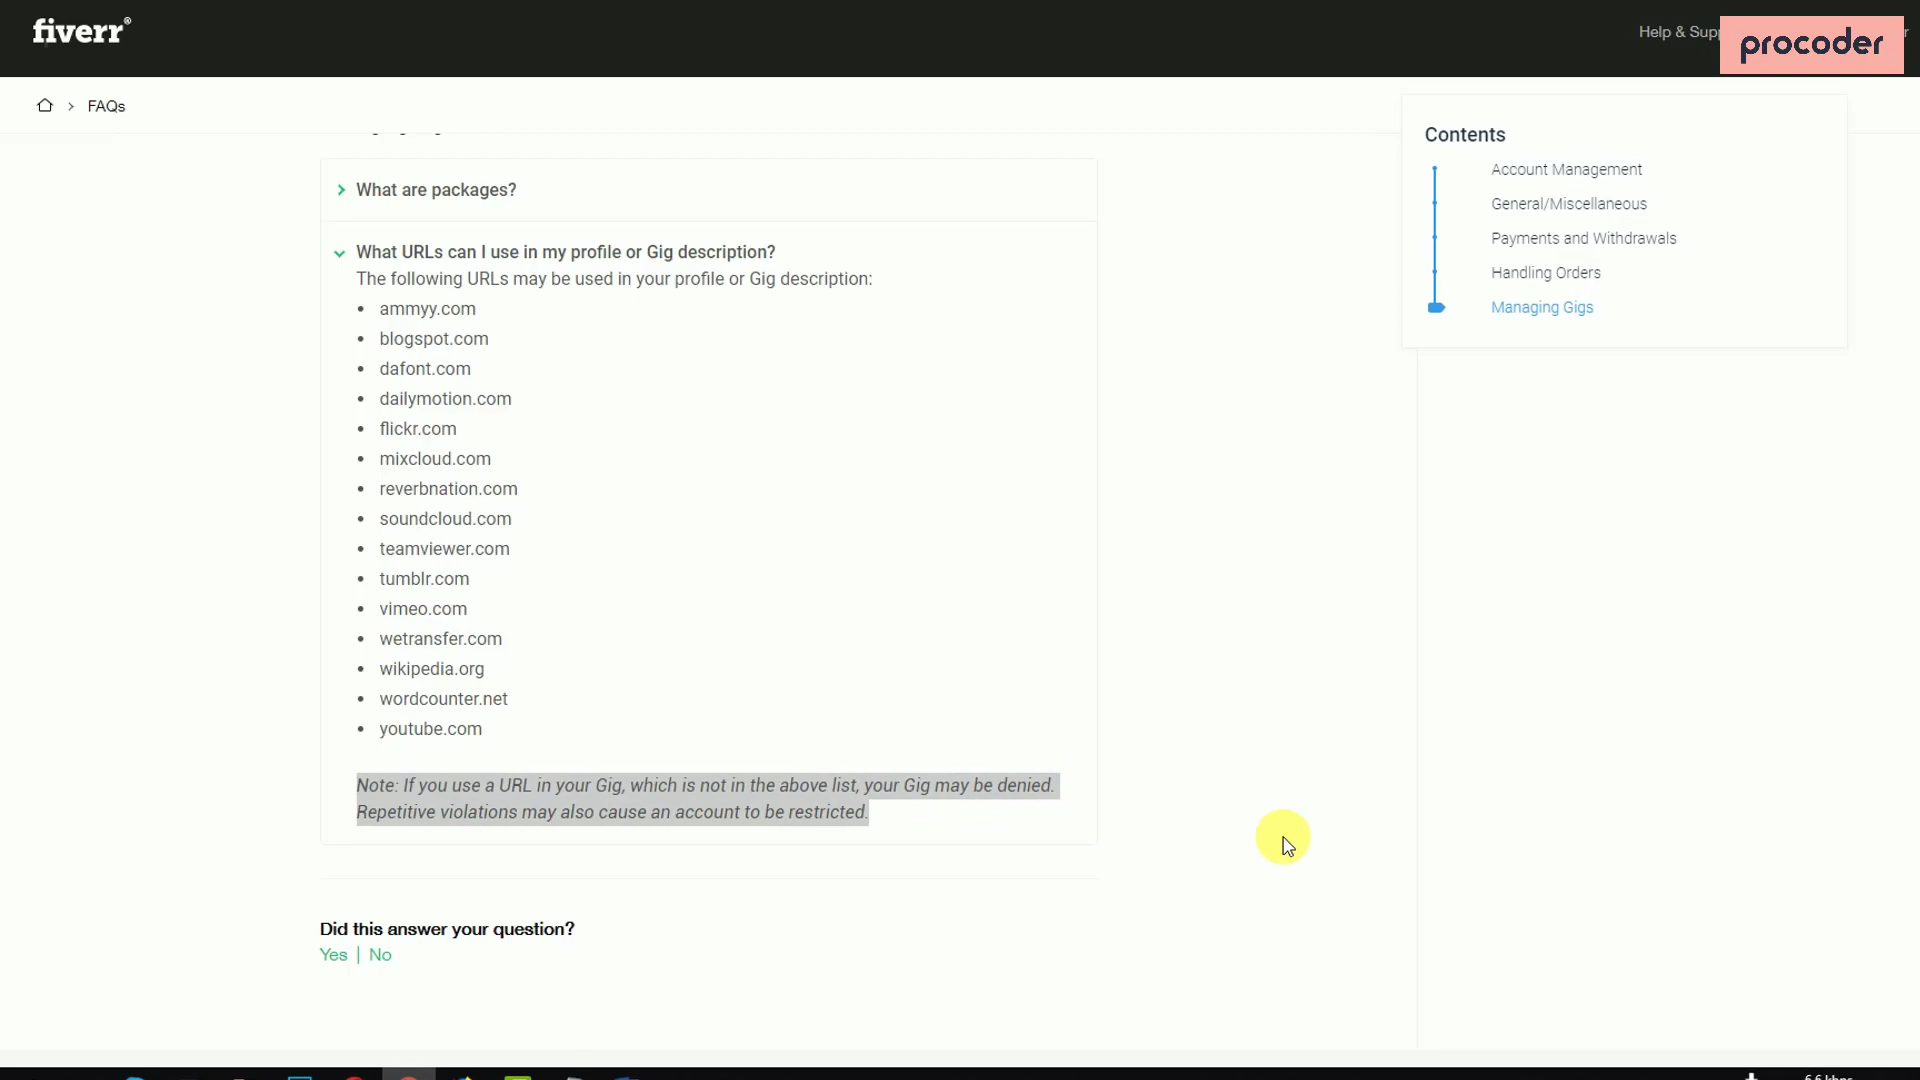 fiverr®
Help & Supp
procoder
FAQs
Contents
Account Management
General/Miscellaneous
Payments and Withdrawals
Handling Orders
Managing Gigs
What are packages?
What URLs can I use in my profile or Gig description?
The following URLs may be used in your profile or Gig description:
ammyy.com
blogspot.com
dafont.com
dailymotion.com
flickr.com
mixcloud.com
reverbnation.com
soundcloud.com
teamviewer.com
tumblr.com
vimeo.com
wetransfer.com
wikipedia.org
wordcounter.net
youtube.com
Note: If you use a URL in your Gig, which is not in the above list, your Gig may be denied.
Repetitive violations may also cause an account to be restricted.
Did this answer your question?
Yes | No